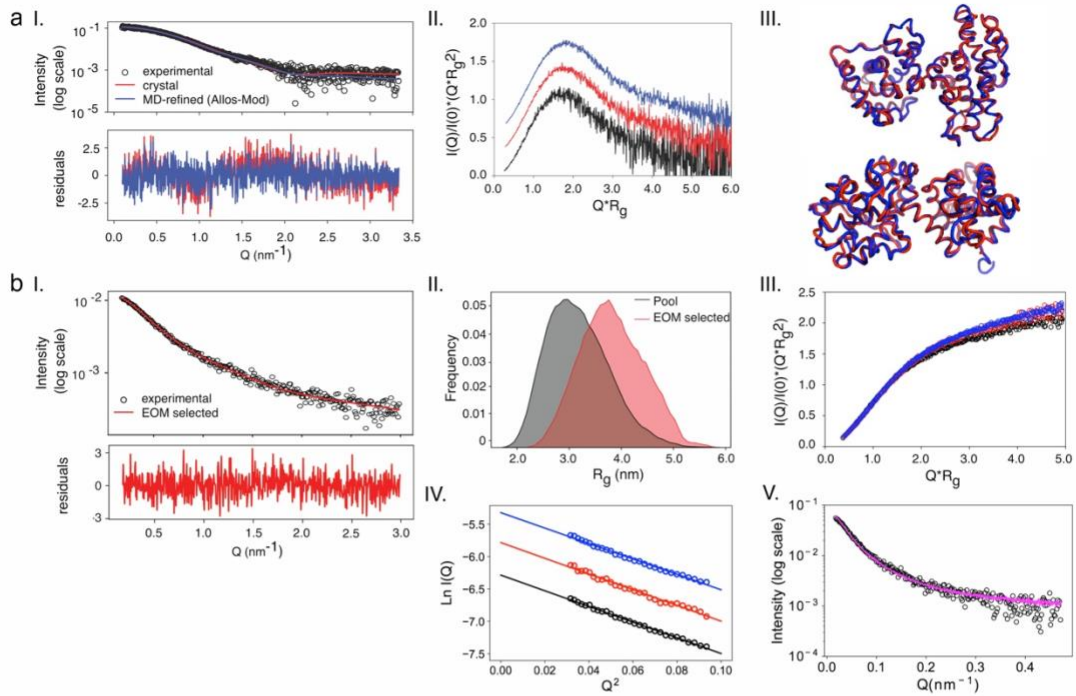 a I.
10⁻¹
10⁻³
10⁻⁵
Intensity
(log scale)
experimental
crystal
MD-refined (Allos-Mod)
2.5
0
-2.5
residuals
0.0 0.5 1.0 1.5 2.0 2.5 3.0 3.5
Q (nm⁻¹)
II.
2.0
1.5
1.0
0.5
0.0
I(Q)/I(0)*(Q*Rg2)
0.0 1.0 2.0 3.0 4.0 5.0 6.0
Q*Rg
III.
b I.
10⁻²
10⁻³
Intensity
(log scale)
experimental
EOM selected
3
0
-3
residuals
0.5 1.0 1.5 2.0 2.5 3.0
Q (nm⁻¹)
II.
0.05
0.04
0.03
0.02
0.01
0
Frequency
Pool
EOM selected
2.0 3.0 4.0 5.0 6.0
Rg (nm)
III.
2.5
2.0
1.5
1.0
0.5
0.0
I(Q)/I(0)*(Q*Rg2)
0.0 1.0 2.0 3.0 4.0 5.0
Q*Rg
IV.
-5.5
-6.0
-6.5
-7.0
-7.5
Ln I(Q)
0.00 0.02 0.04 0.06 0.08 0.10
Q²
V.
10⁻¹
10⁻²
10⁻³
10⁻⁴
Intensity (log scale)
0.0 0.1 0.2 0.3 0.4
Q(nm⁻¹)